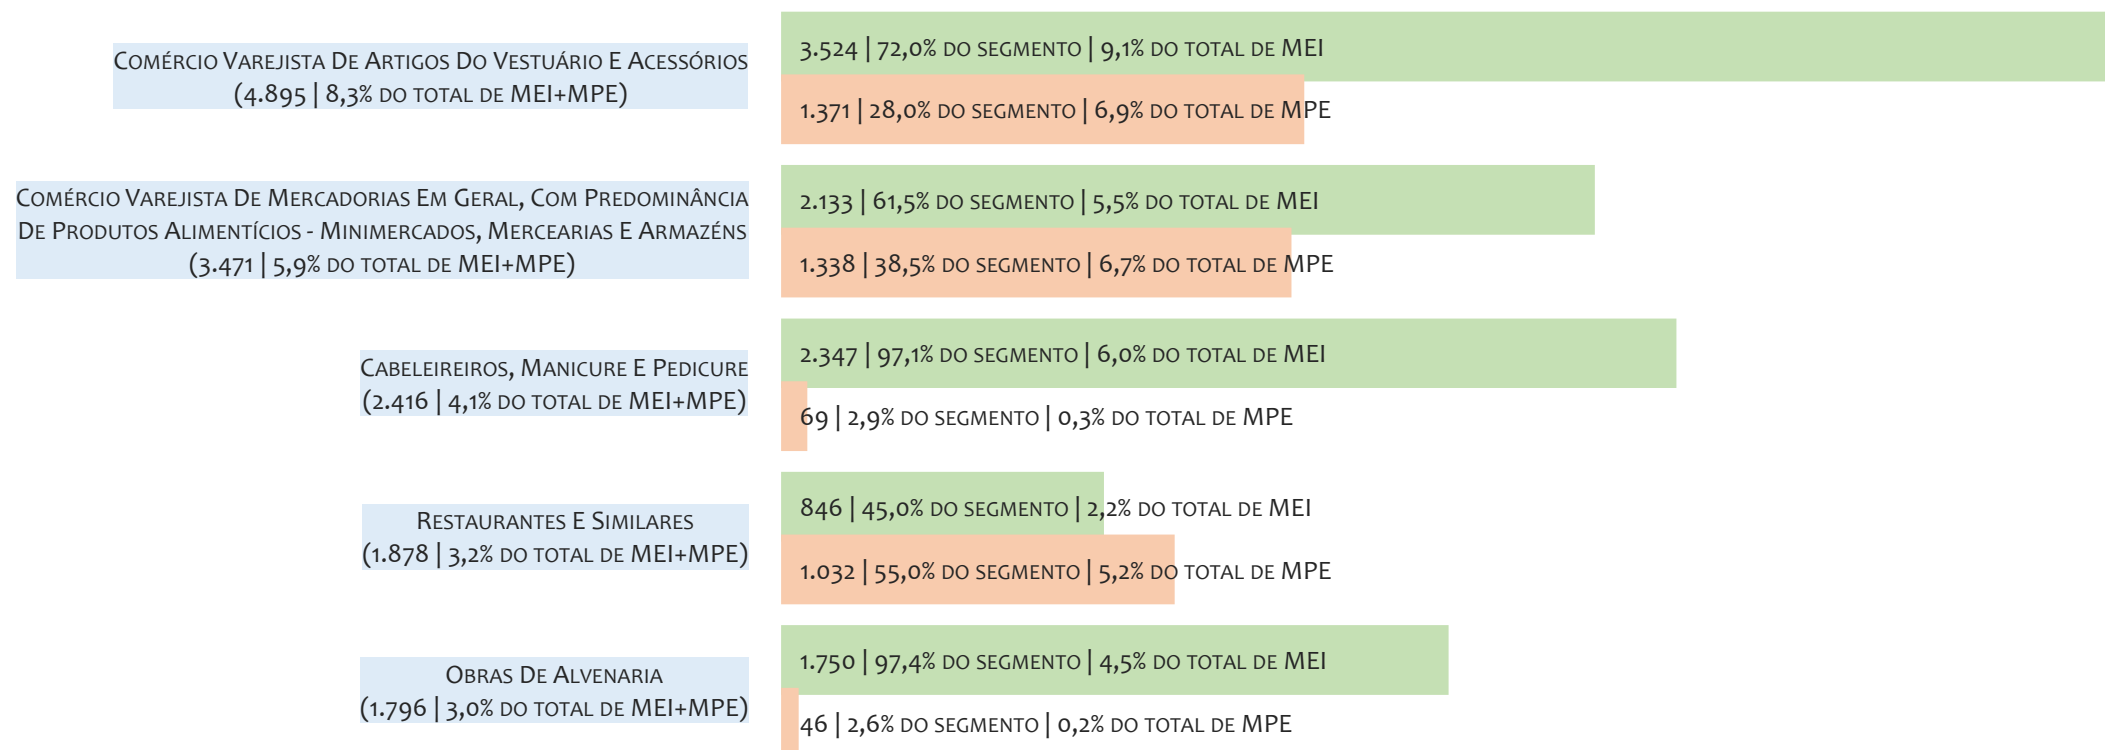 Comércio Varejista De Artigos Do Vestuário E Acessórios
(4.895 | 8,3% do total de MEI+MPE)
3.524 | 72,0% do segmento | 9,1% do total de MEI
1.371 | 28,0% do segmento | 6,9% do total de MPE
Comércio Varejista De Mercadorias Em Geral, Com Predominância
De Produtos Alimentícios - Minimercados, Mercearias E Armazéns
(3.471 | 5,9% do total de MEI+MPE)
2.133 | 61,5% do segmento | 5,5% do total de MEI
1.338 | 38,5% do segmento | 6,7% do total de MPE
Cabeleireiros, Manicure E Pedicure
(2.416 | 4,1% do total de MEI+MPE)
2.347 | 97,1% do segmento | 6,0% do total de MEI
69 | 2,9% do segmento | 0,3% do total de MPE
Restaurantes E Similares
(1.878 | 3,2% do total de MEI+MPE)
846 | 45,0% do segmento | 2,2% do total de MEI
1.032 | 55,0% do segmento | 5,2% do total de MPE
Obras De Alvenaria
(1.796 | 3,0% do total de MEI+MPE)
1.750 | 97,4% do segmento | 4,5% do total de MEI
46 | 2,6% do segmento | 0,2% do total de MPE